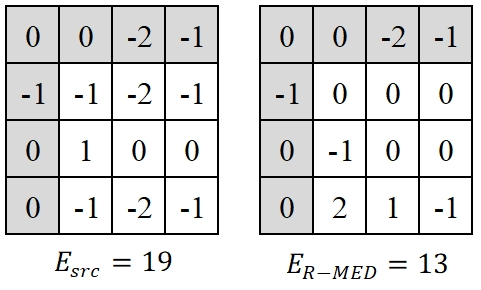 0 0 -2 -1
-1 -1 -2 -1
0 1 0 0
0 -1 -2 -1
E_src = 19
0 0 -2 -1
-1 0 0 0
0 -1 0 0
0 2 1 -1
E_R−MED = 13